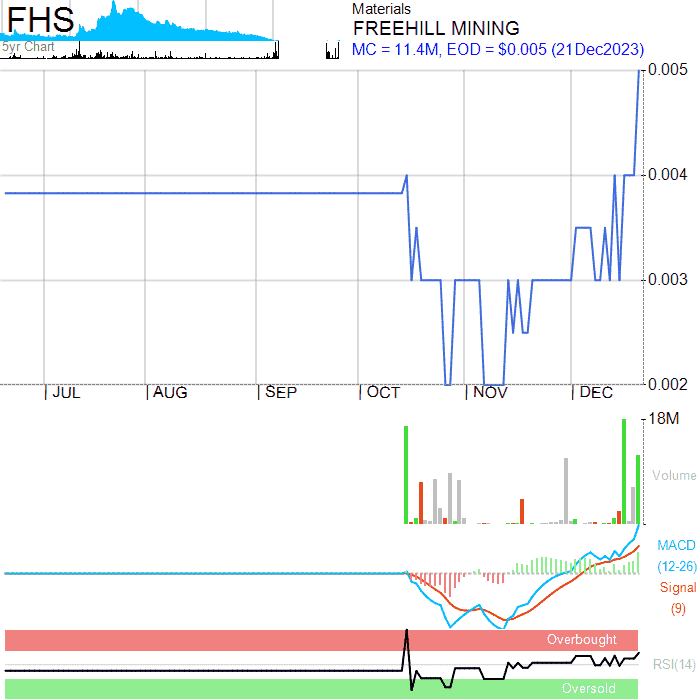 FHS
5yr Chart
Materials
FREEHILL MINING
MC = 11.4M, EOD = $0.005 (21Dec2023)
0.005
0.004
0.003
0.002
JUL AUG SEP OCT NOV DEC
18M
Volume
MACD
(12-26)
Signal
(9)
Overbought
RSI(14)
Oversold